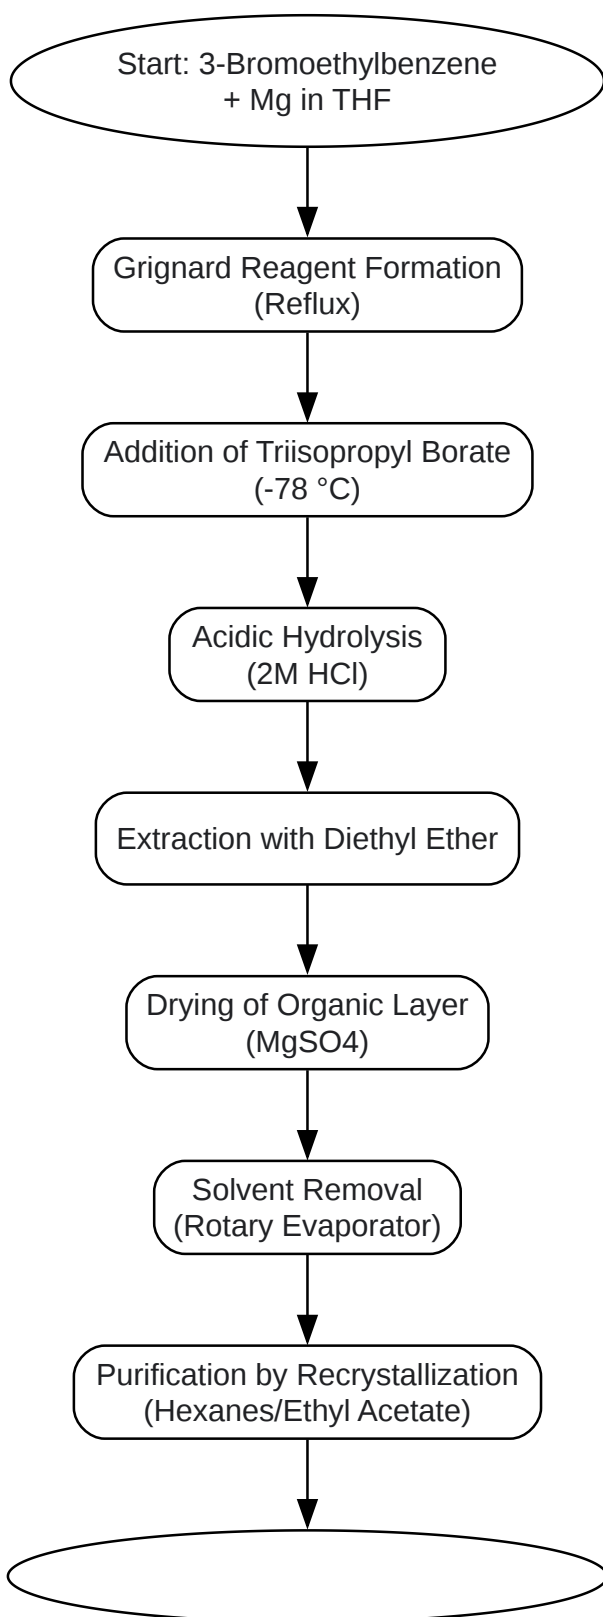 Start: 3-Bromoethylbenzene
+ Mg in THF
Grignard Reagent Formation
(Reflux)
Addition of Triisopropyl Borate
(-78 °C)
Acidic Hydrolysis
(2M HCl)
Extraction with Diethyl Ether
Drying of Organic Layer
(MgSO4)
Solvent Removal
(Rotary Evaporator)
Purification by Recrystallization
(Hexanes/Ethyl Acetate)